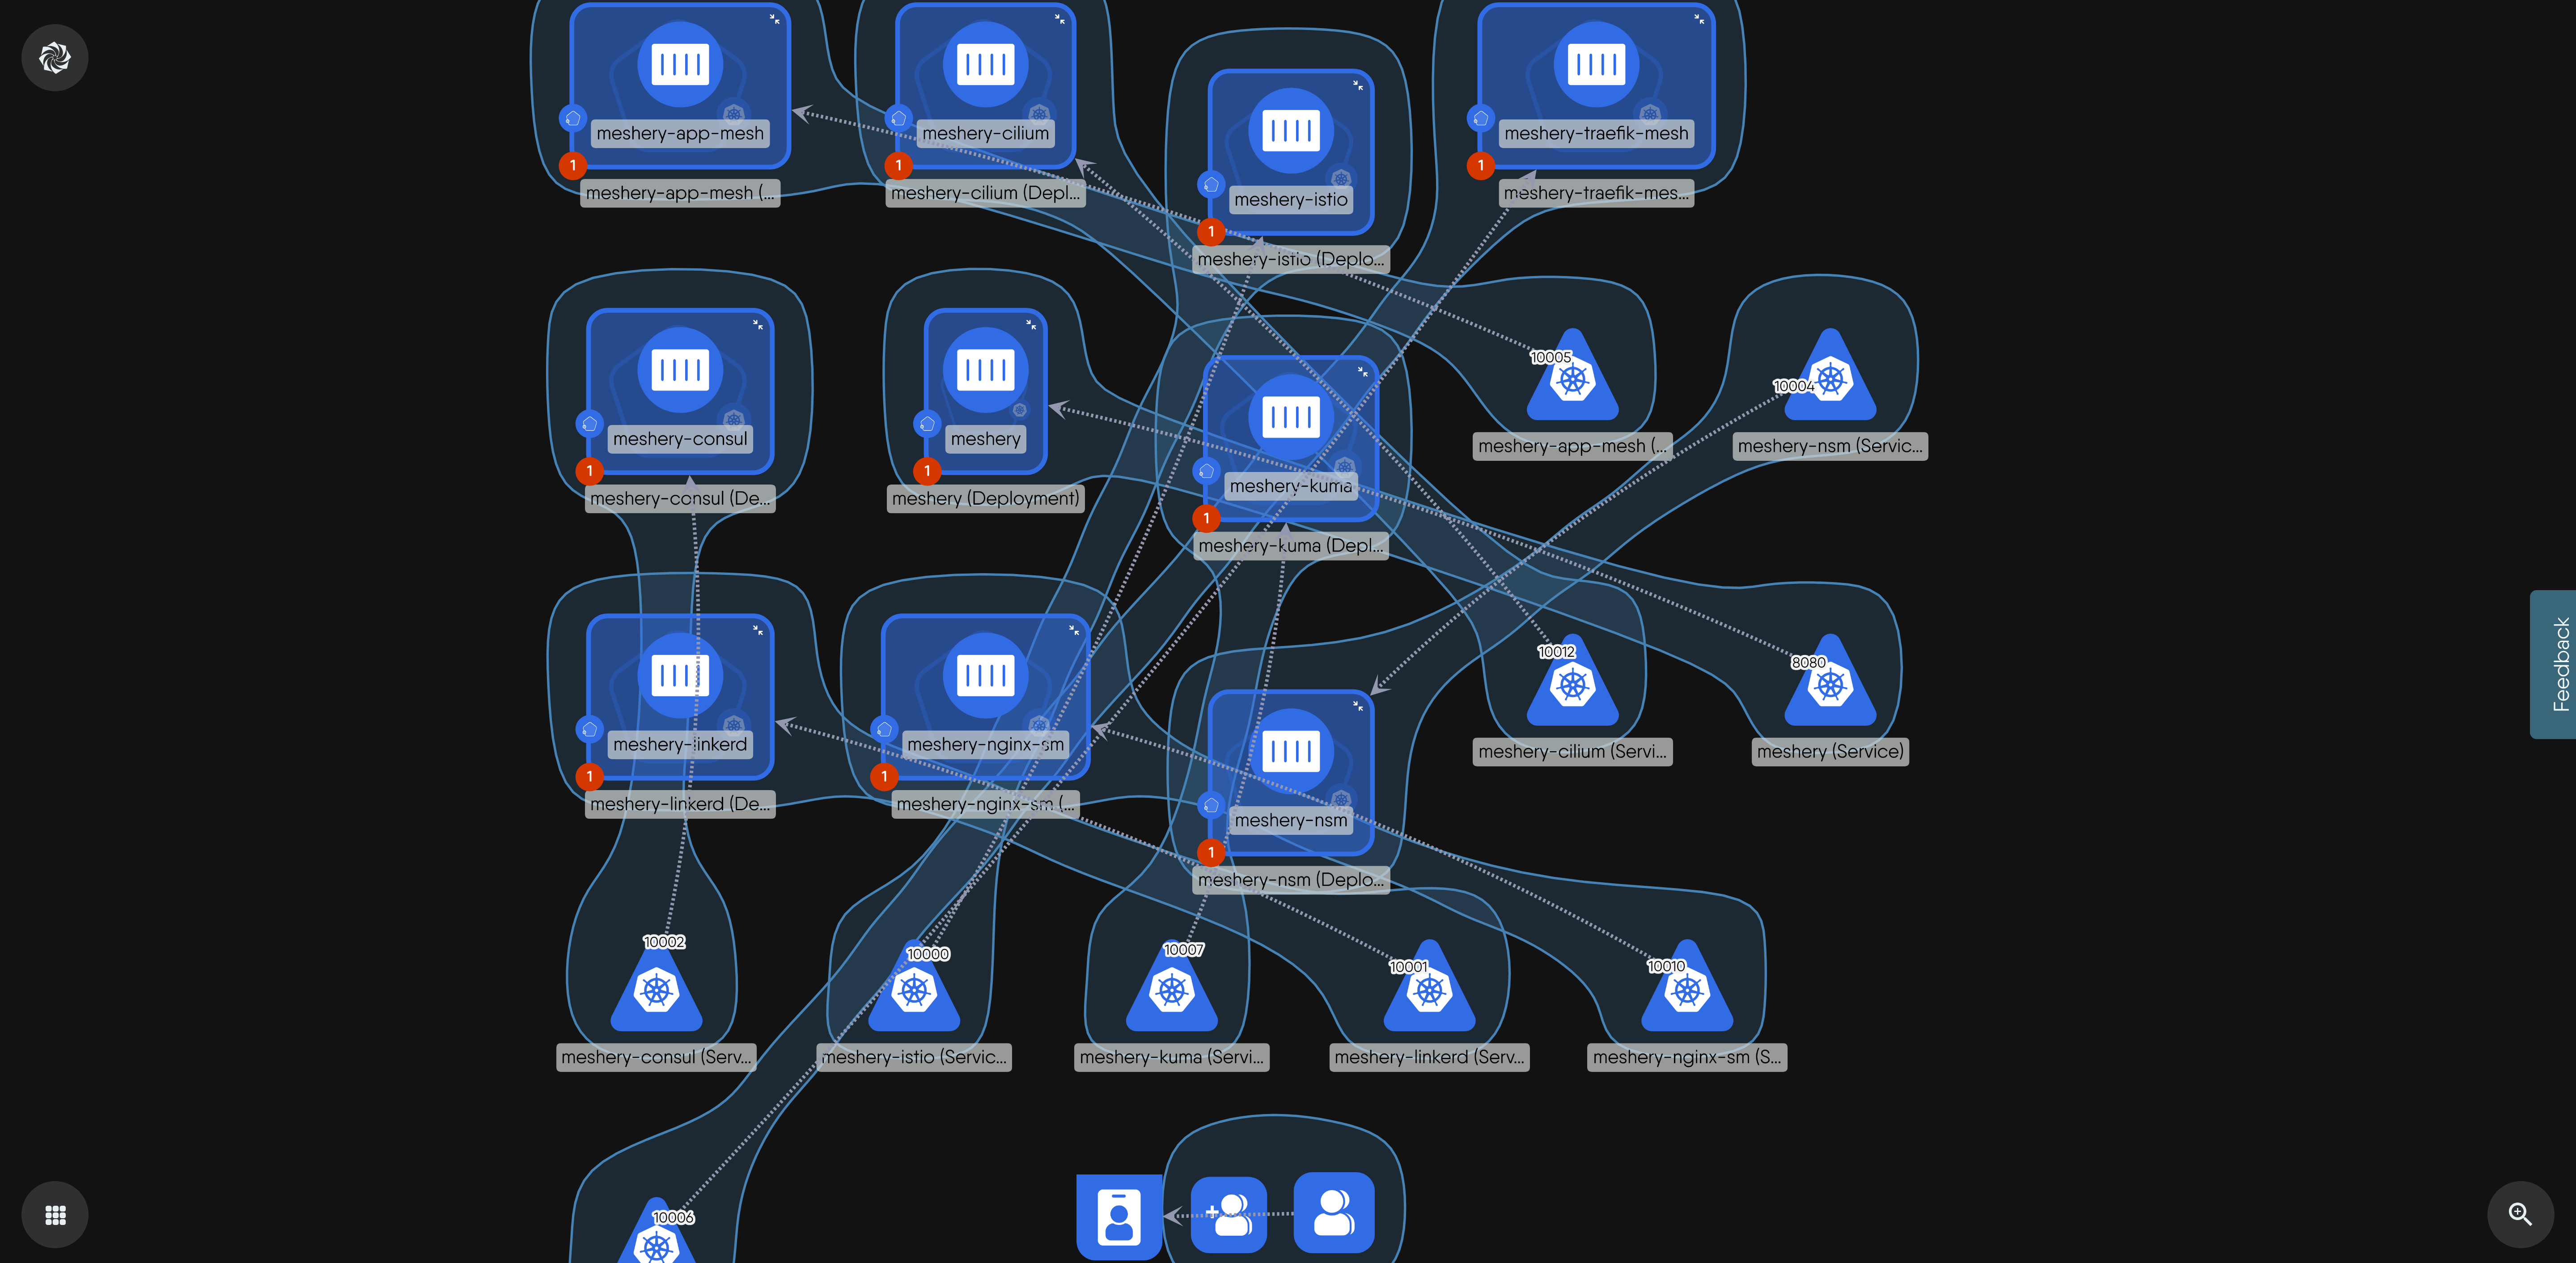 meshery-app-mesh
1
meshery-app-mesh (...
meshery-cilium
1
meshery-cilium (Depl...
meshery-istio
1
meshery-istio (Deplo...
meshery-traefik-mesh
1
meshery-traefik-mes...
meshery-consul
1
meshery-consul (De...
meshery
1
meshery (Deployment)
meshery-kuma
1
meshery-kuma (Depl...
10005
meshery-app-mesh (...
10004
meshery-nsm (Servic...
meshery-linkerd
1
meshery-linkerd (De...
meshery-nginx-sm
1
meshery-nginx-sm (...
meshery-nsm
1
meshery-nsm (Deplo...
10012
meshery-cilium (Servi...
8080
meshery (Service)
Feedback
10002
meshery-consul (Serv...
10000
meshery-istio (Servic...
10007
meshery-kuma (Servi...
10001
meshery-linkerd (Serv...
10010
meshery-nginx-sm (S...
10006